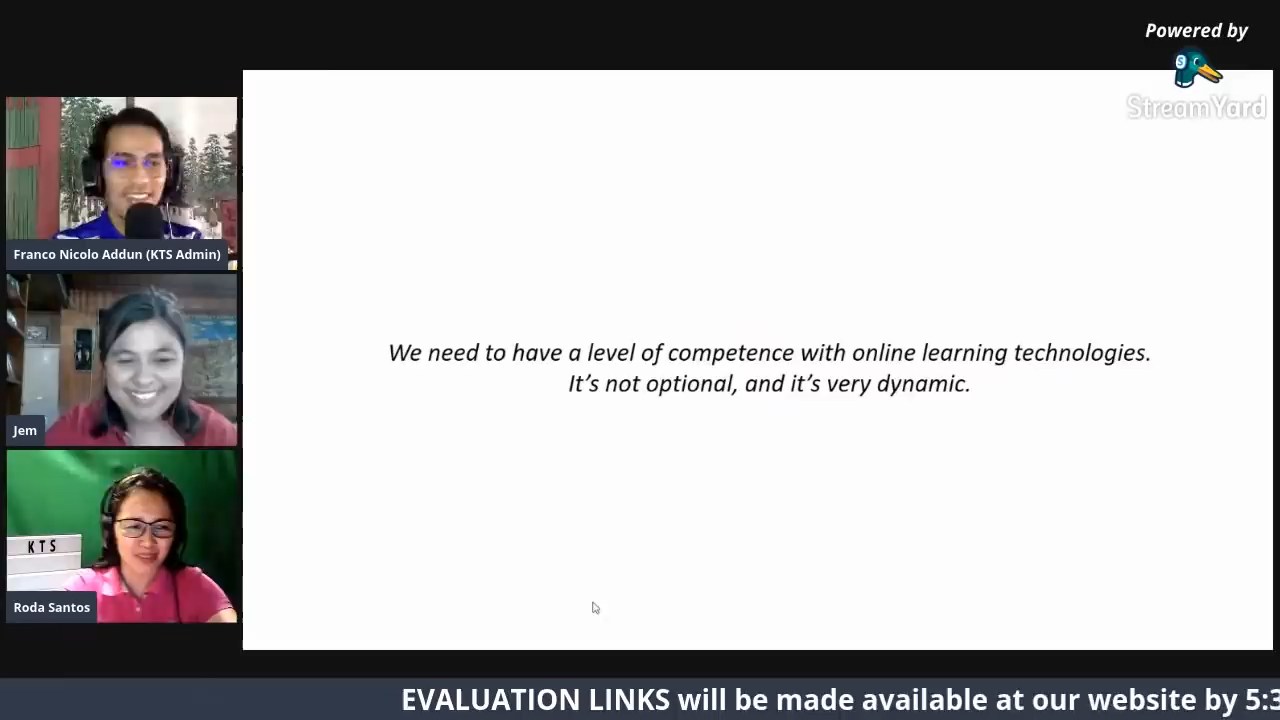 Powered by
StreamYard
Franco Nicolo Addun (KTS Admin)
Jem
KTS
Roda Santos
We need to have a level of competence with online learning technologies.
It’s not optional, and it’s very dynamic.
EVALUATION LINKS will be made available at our website by 5:3